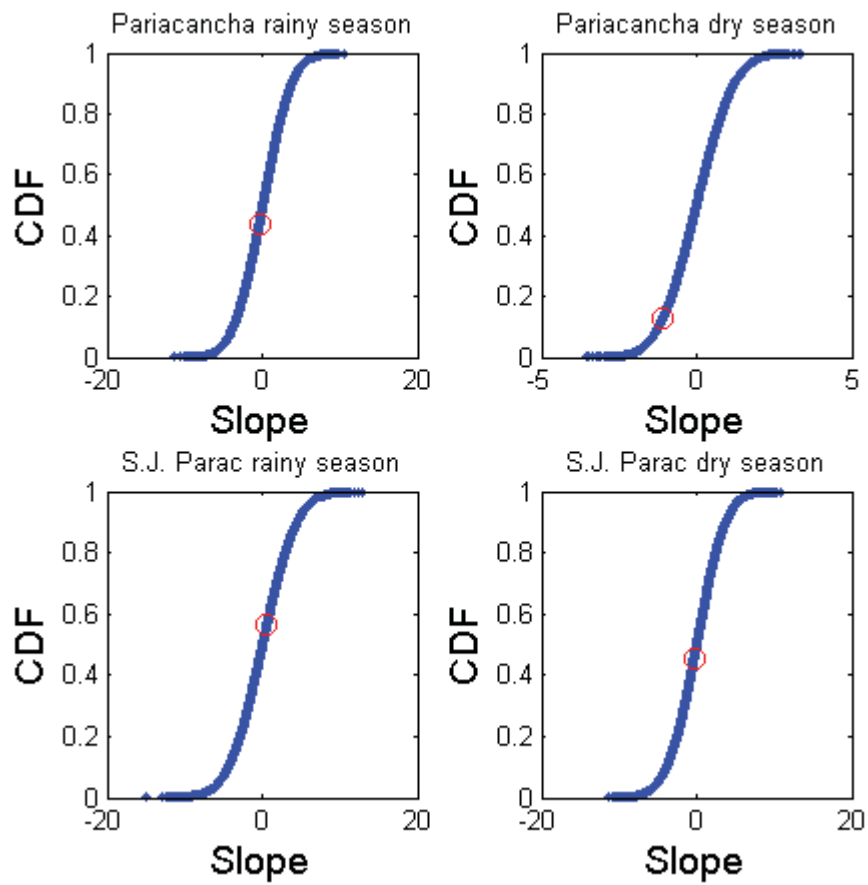 Pariacancha rainy season
1
0.8
0.6
0.4
0.2
0
CDF
-20 0 20
Slope
Pariacancha dry season
1
0.8
0.6
0.4
0.2
0
CDF
-5 0 5
Slope
S.J. Parac rainy season
1
0.8
0.6
0.4
0.2
0
CDF
-20 0 20
Slope
S.J. Parac dry season
1
0.8
0.6
0.4
0.2
0
CDF
-20 0 20
Slope